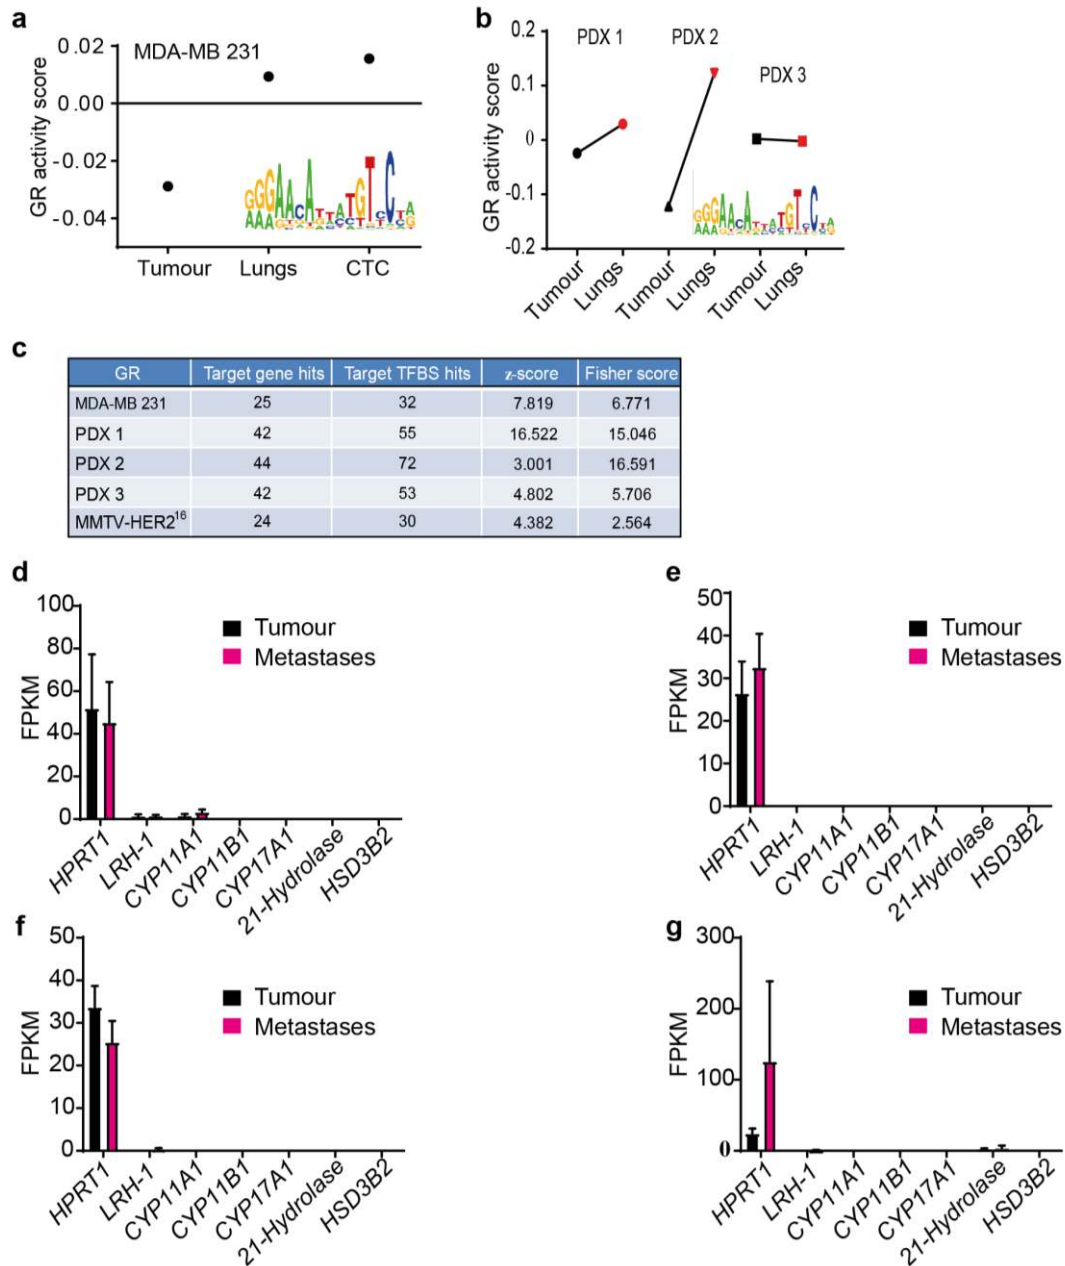 a
MDA-MB 231
GR activity score
0.02
0.00
-0.02
-0.04
Tumour Lungs CTC
b
PDX 1 PDX 2
PDX 3
GR activity score
0.2
0.1
0
-0.1
-0.2
Tumour Lungs Tumour Lungs Tumour Lungs
c
GR Target gene hits Target TFBS hits z-score Fisher score
MDA-MB 231 25 32 7.819 6.771
PDX 1 42 55 16.522 15.046
PDX 2 44 72 3.001 16.591
PDX 3 42 53 4.802 5.706
MMTV-HER2¹⁶ 24 30 4.382 2.564
d
FPKM
100
80
60
40
20
0
Tumour
Metastases
HPRT1 LRH-1 CYP11A1 CYP11B1 CYP17A1 21-Hydrolase HSD3B2
e
FPKM
50
40
30
20
10
0
Tumour
Metastases
HPRT1 LRH-1 CYP11A1 CYP11B1 CYP17A1 21-Hydrolase HSD3B2
f
FPKM
50
40
30
20
10
0
Tumour
Metastases
HPRT1 LRH-1 CYP11A1 CYP11B1 CYP17A1 21-Hydrolase HSD3B2
g
FPKM
300
200
100
0
Tumour
Metastases
HPRT1 LRH-1 CYP11A1 CYP11B1 CYP17A1 21-Hydrolase HSD3B2